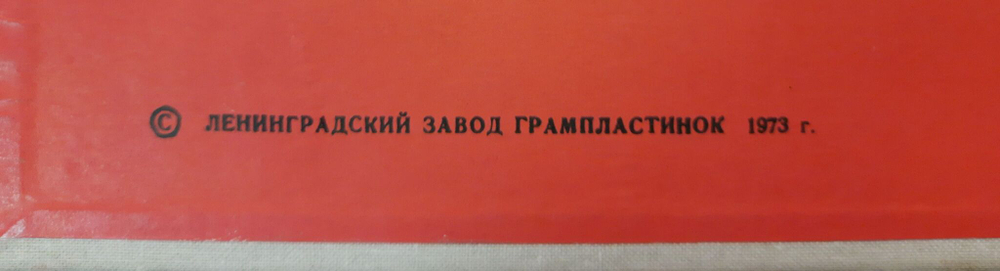 © ЛЕНИНГРАДСКИЙ ЗАВОД ГРАМПЛАСТИНОК 1973 г.